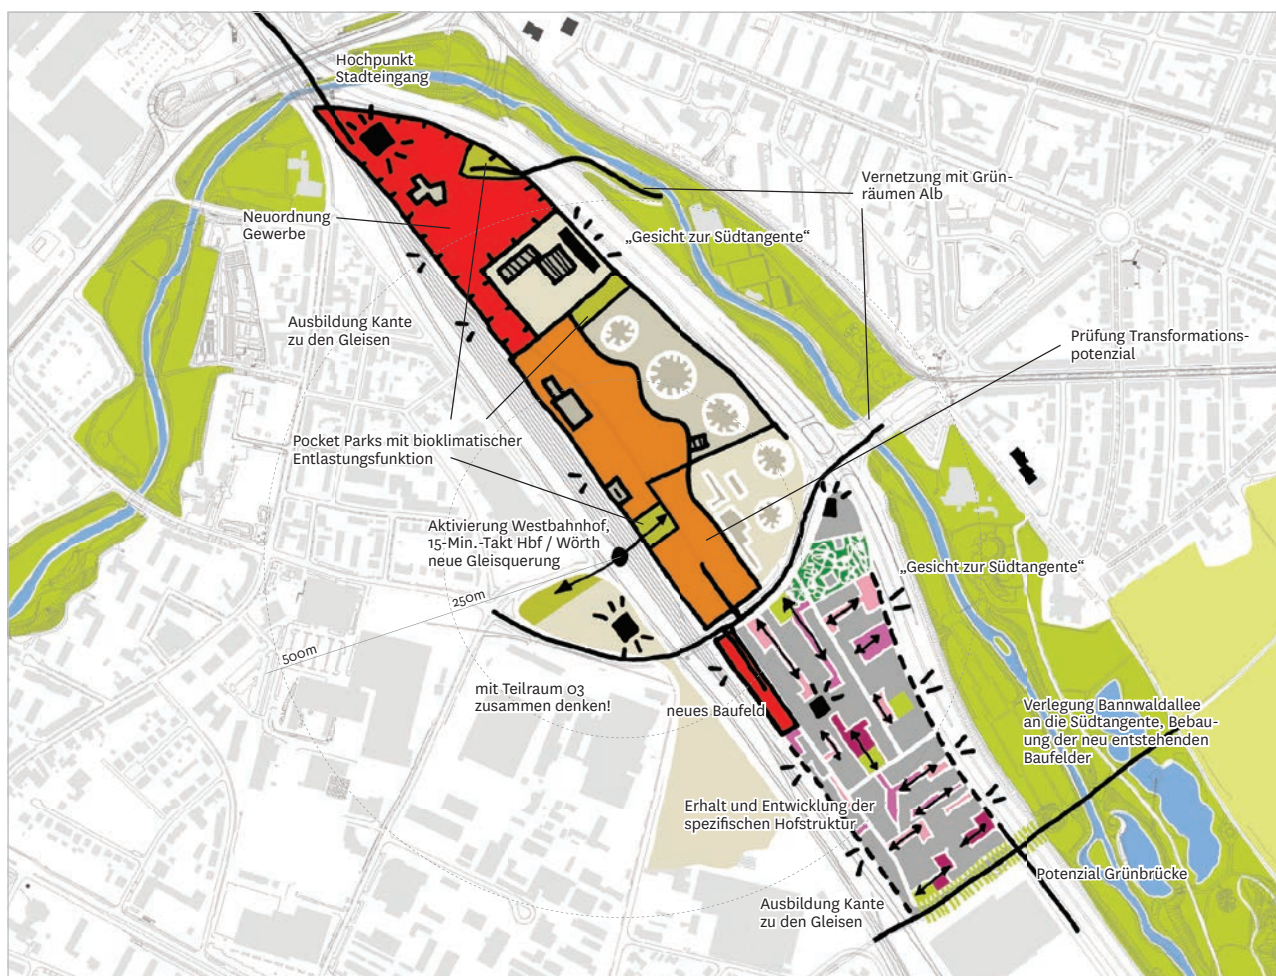 Hochpunkt
Stadteingang
Vernetzung mit Grün-
räumen Alb
Neuordnung
Gewerbe
„Gesicht zur Südtangente“
Ausbildung Kante
zu den Gleisen
Prüfung Transformations-
potenzial
Pocket Parks mit bioklimatischer
Entlastungsfunktion
Aktivierung Westbahnhof,
15-Min.-Takt Hbf / Wörth
neue Gleisquerung
„Gesicht zur Südtangente“
250m
500m
mit Teilraum 03
zusammen denken!
neues Baufeld
Verlegung Bannwaldallee
an die Südtangente, Bebau-
ung der neu entstehenden
Baufelder
Erhalt und Entwicklung der
spezifischen Hofstruktur
Potenzial Grünbrücke
Ausbildung Kante
zu den Gleisen